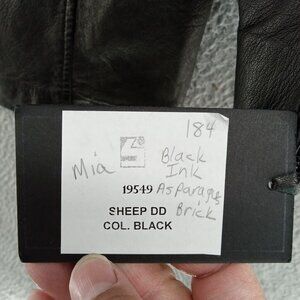 184
Mia
Black
Ink
19549 Asparagus
SHEEP DD Brick
COL. BLACK